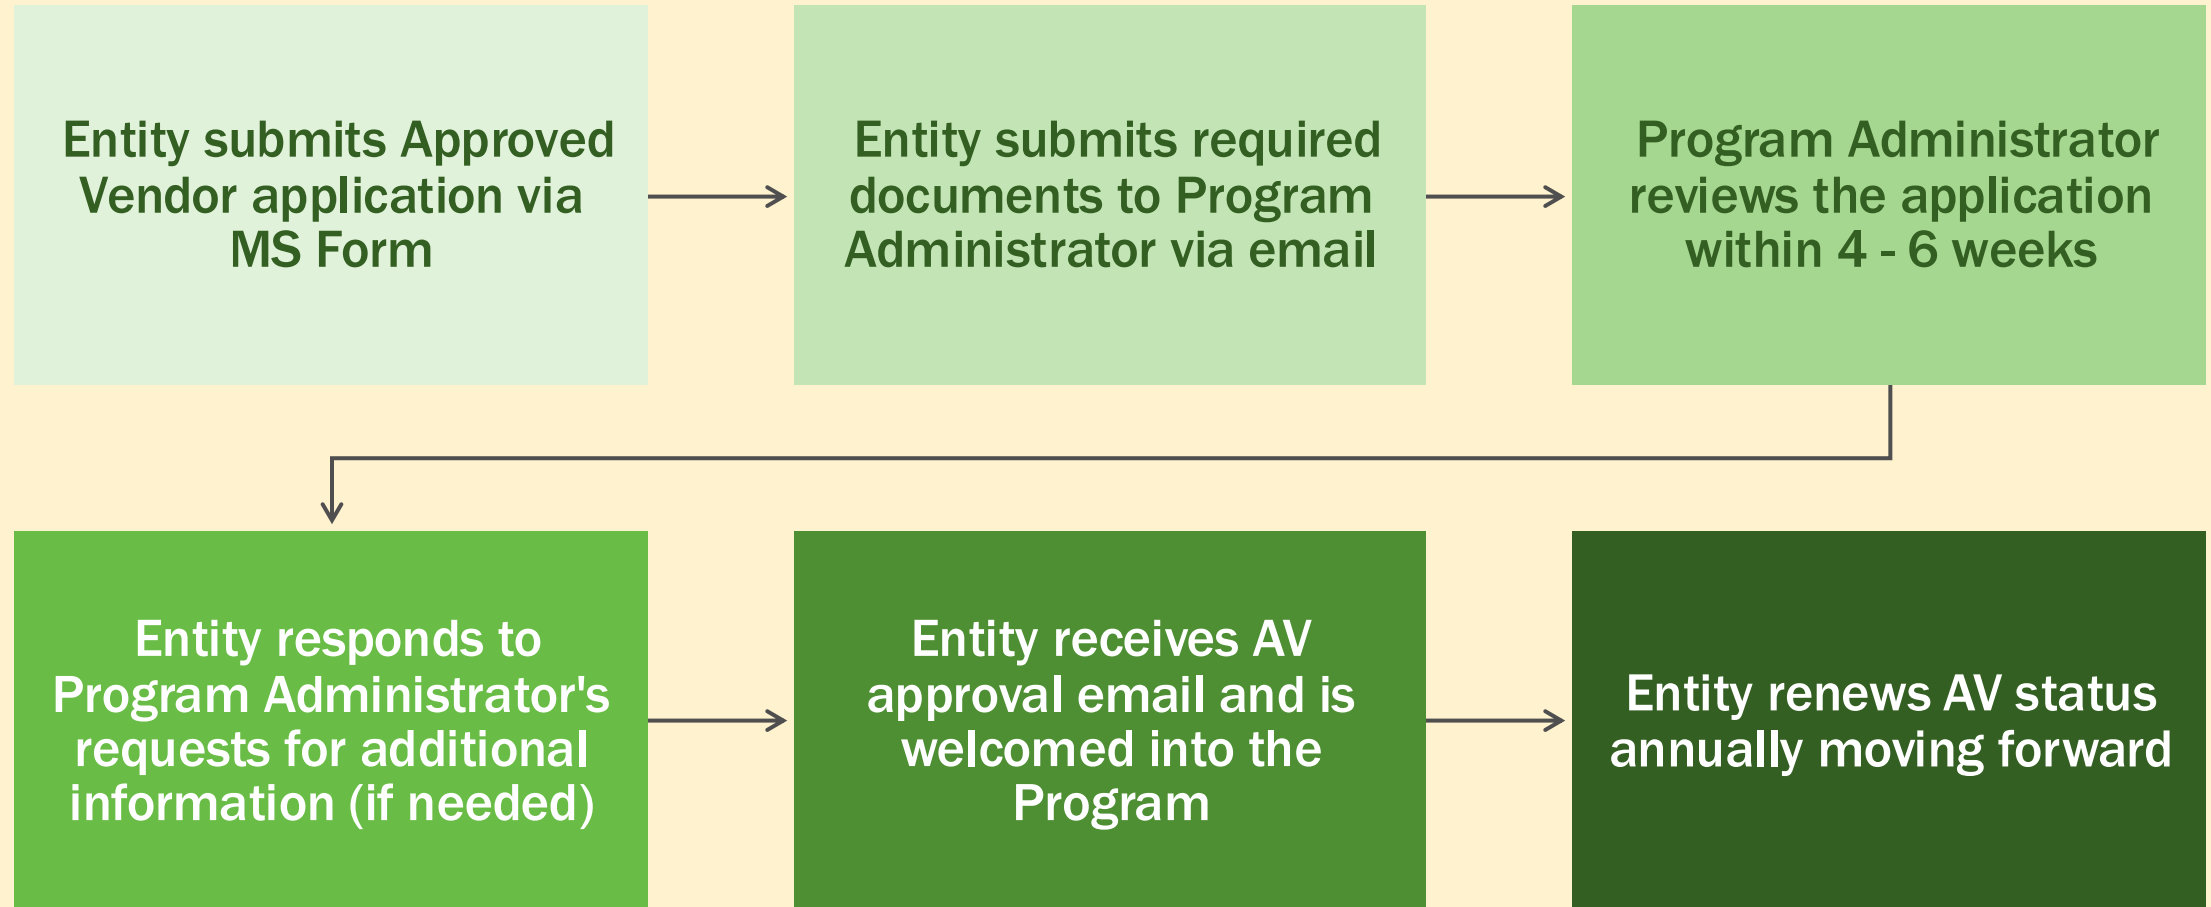 Entity submits Approved
Vendor application via
MS Form
Entity submits required
documents to Program
Administrator via email
Program Administrator
reviews the application
within 4 - 6 weeks
Entity responds to
Program Administrator's
requests for additional
information (if needed)
Entity receives AV
approval email and is
welcomed into the
Program
Entity renews AV status
annually moving forward